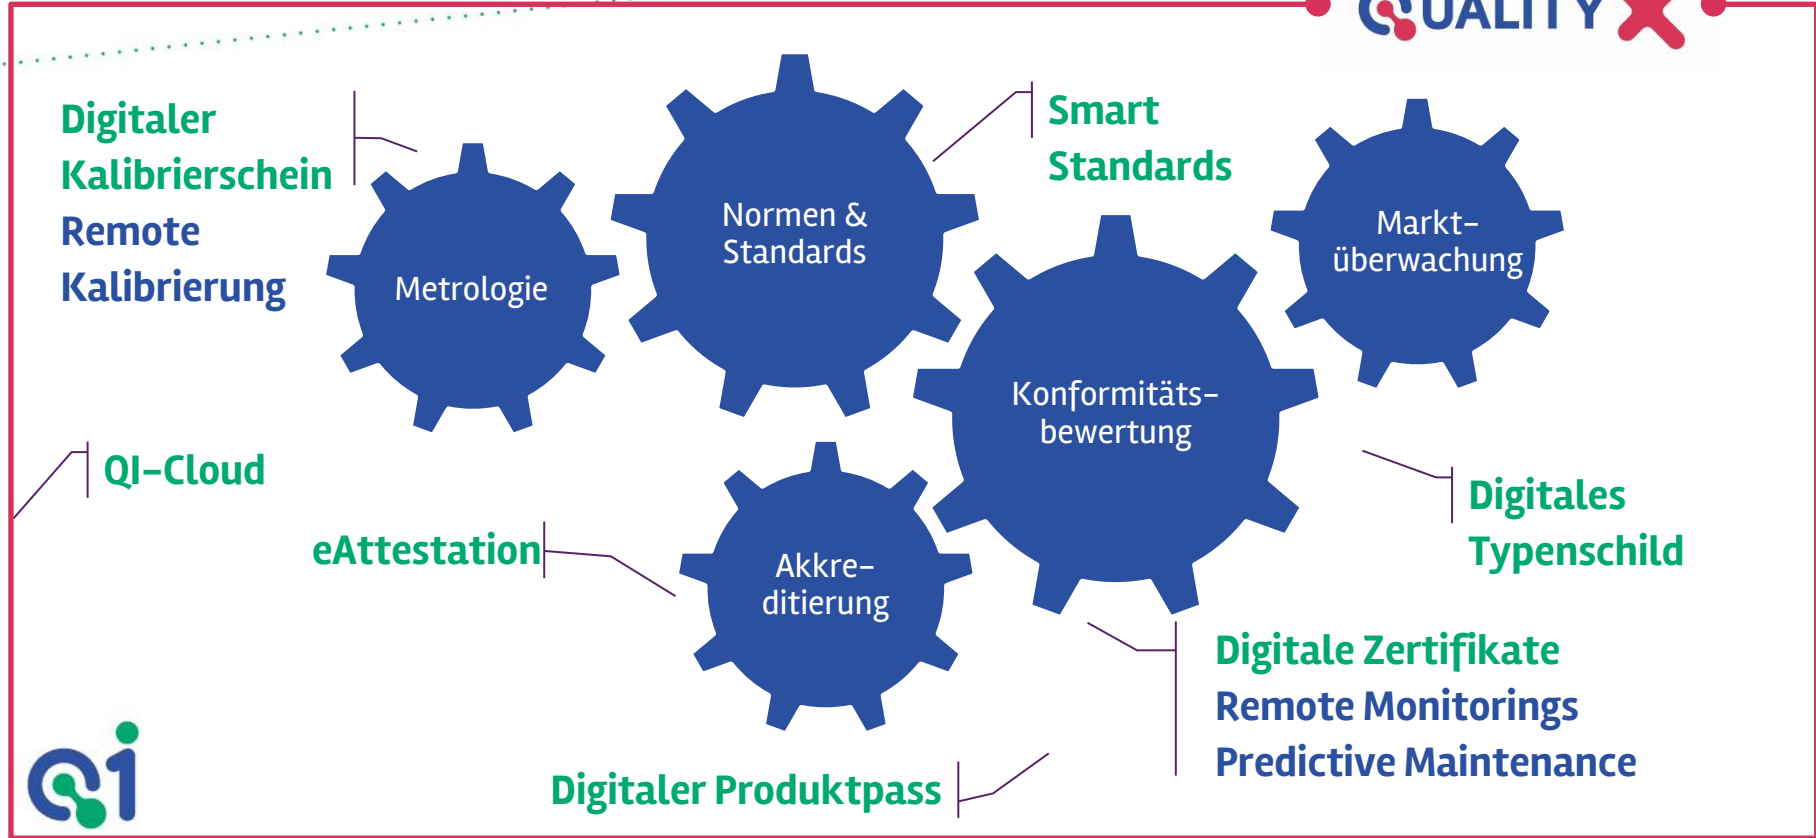 QUALITY X
Digitaler
Kalibrierschein
Remote
Kalibrierung
Metrologie
Normen &
Standards
Smart
Standards
Markt-
überwachung
Konformitäts-
bewertung
QI-Cloud
eAttestation
Akkre-
ditierung
Digitales
Typenschild
Digitale Zertifikate
Remote Monitorings
Predictive Maintenance
Digitaler Produktpass
Qi